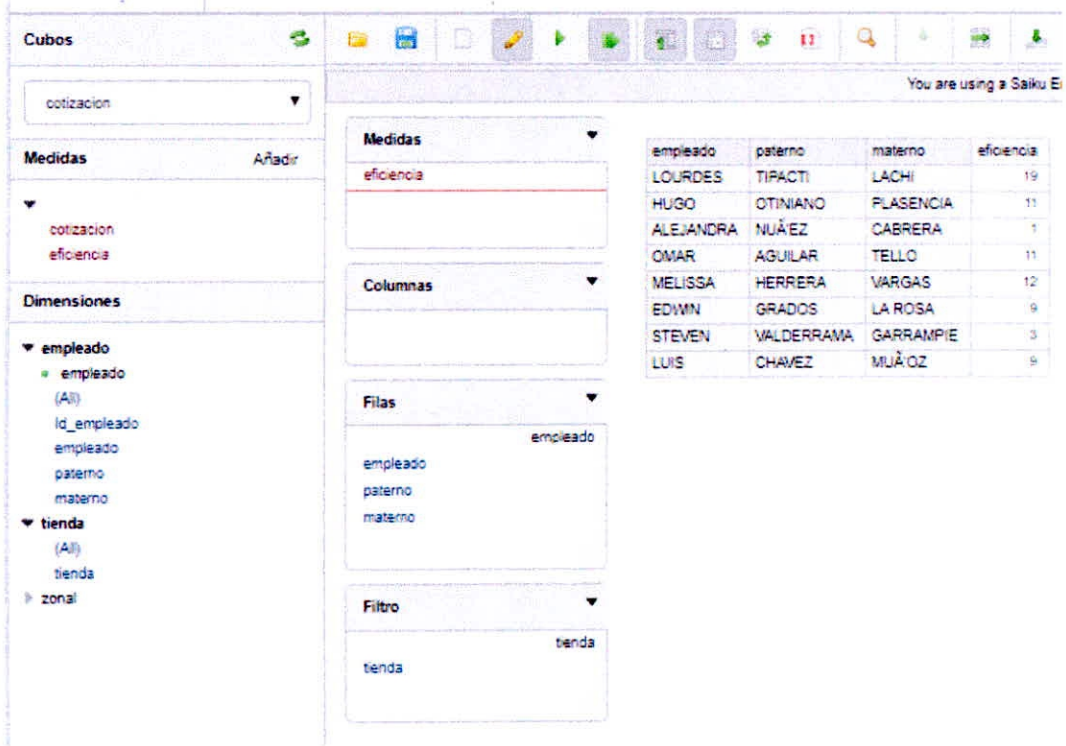 Cubos
cotizacion
Medidas Añadir
cotizacion
eficiencia
Dimensiones
empleado
empleado
(All)
Id_empleado
empleado
paterno
materno
tienda
(All)
tienda
zonal
You are using a Saiku E
Medidas
eficiencia
Columnas
Filas
empleado
empleado
paterno
materno
Filtro
tienda
tienda
empleado paterno materno eficiencia
LOURDES TIPACTI LACHI 19
HUGO OTINIANO PLASENCIA 11
ALEJANDRA NUÃ'EZ CABRERA 1
OMAR AGUILAR TELLO 11
MELISSA HERRERA VARGAS 12
EDWIN GRADOS LA ROSA 9
STEVEN VALDERRAMA GARRAMPIE 3
LUIS CHAVEZ MUÃ'OZ 9